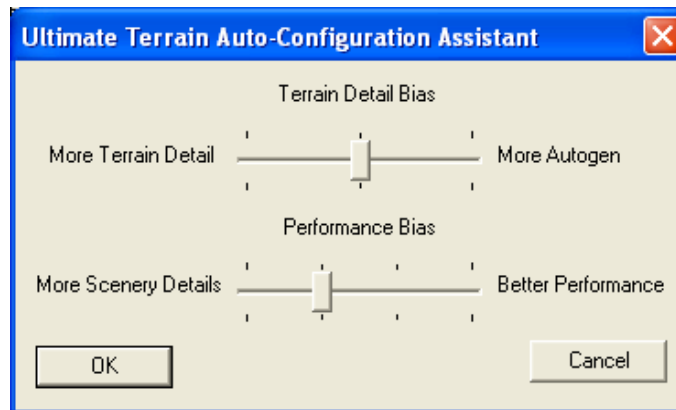 Ultimate Terrain Auto-Configuration Assistant
Terrain Detail Bias
More Terrain Detail
More Autogen
Performance Bias
More Scenery Details
Better Performance
OK
Cancel